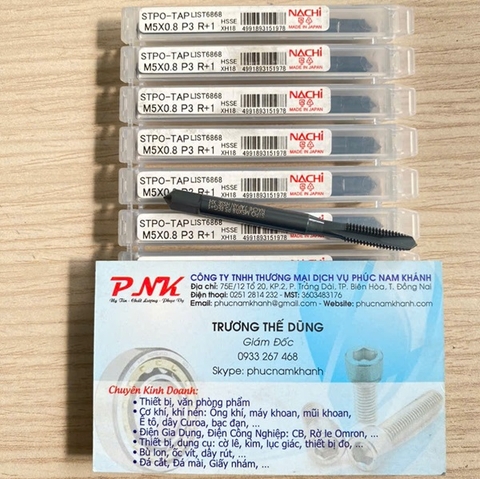 STPO-TAP LIST6868 HSSE NACHI
M5X0.8 P3 R+1 XH18 4991893151978 MADE IN JAPAN
STPO-TAP LIST6868 HSSE NACHI
M5X0.8 P3 R+1 XH18 4991893151978 MADE IN JAPAN
STPO-TAP LIST6868 HSSE NACHI
M5X0.8 P3 R+1 XH18 4991893151978 MADE IN JAPAN
STPO-TAP LIST6868 HSSE NACHI
M5X0.8 P3 R+1 XH18 4991893151978 MADE IN JAPAN
STPO-TAP LIST6868 HSSE NACHI
M5X0.8 P3 R+1 XH18 4991893151978 MADE IN JAPAN
STPO-TAP LIST6868 NACHI
M5X0.8 P3 R+1 XH18 4991893151978 MADE IN JAPAN
PNK
Uy Tín - Chất Lượng - Phục Vụ
CÔNG TY TNHH THƯƠNG MẠI DỊCH VỤ PHÚC NAM KHÁNH
Địa chỉ: 75E/12 Tổ 20, KP.2, P. Trảng Dài, TP. Biên Hòa, T. Đồng Nai
Điện thoại: 0251 2814 232 - MST: 3603483176
Email: phucnamkhanh@gmail.com - Website: phucnamkhanh.com
TRƯƠNG THẾ DŨNG
Giám Đốc
0933 267 468
Skype: phucnamkhanh
Chuyên Kinh Doanh:
• Thiết bị, văn phòng phẩm
• Cơ khí, khí nén: Ống khí, máy khoan, mũi khoan,
Ê tô, dây Curoa, bạc đạn, ...
• Điện Gia Dụng, Điện Công Nghiệp: CB, Rờ le Omron, ...
• Thiết bị, dụng cụ: cờ lê, kìm, lục giác, thiết bị đo, ...
• Bù lon, ốc vít, dây rút, ...
• Đá cắt, Đá mài, Giấy nhám, ...